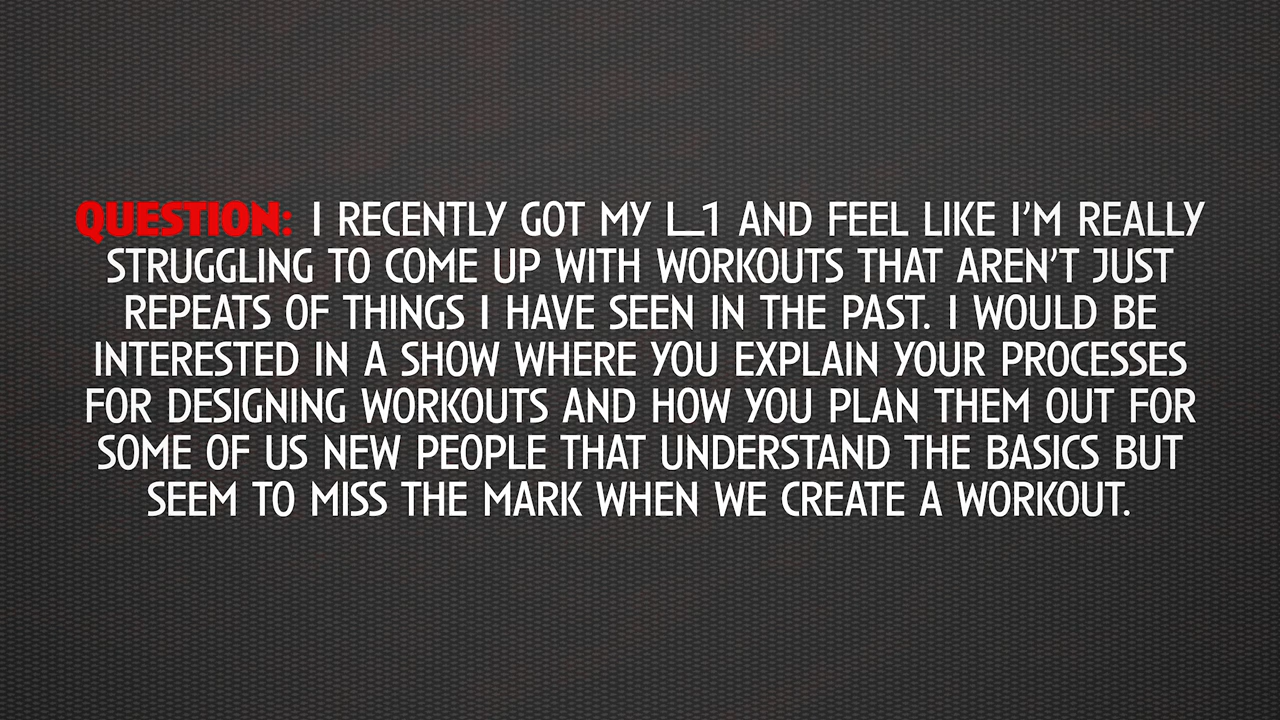 QUESTION: I RECENTLY GOT MY L_1 AND FEEL LIKE I'M REALLY
STRUGGLING TO COME UP WITH WORKOUTS THAT AREN'T JUST
REPEATS OF THINGS I HAVE SEEN IN THE PAST. I WOULD BE
INTERESTED IN A SHOW WHERE YOU EXPLAIN YOUR PROCESSES
FOR DESIGNING WORKOUTS AND HOW YOU PLAN THEM OUT FOR
SOME OF US NEW PEOPLE THAT UNDERSTAND THE BASICS BUT
SEEM TO MISS THE MARK WHEN WE CREATE A WORKOUT.